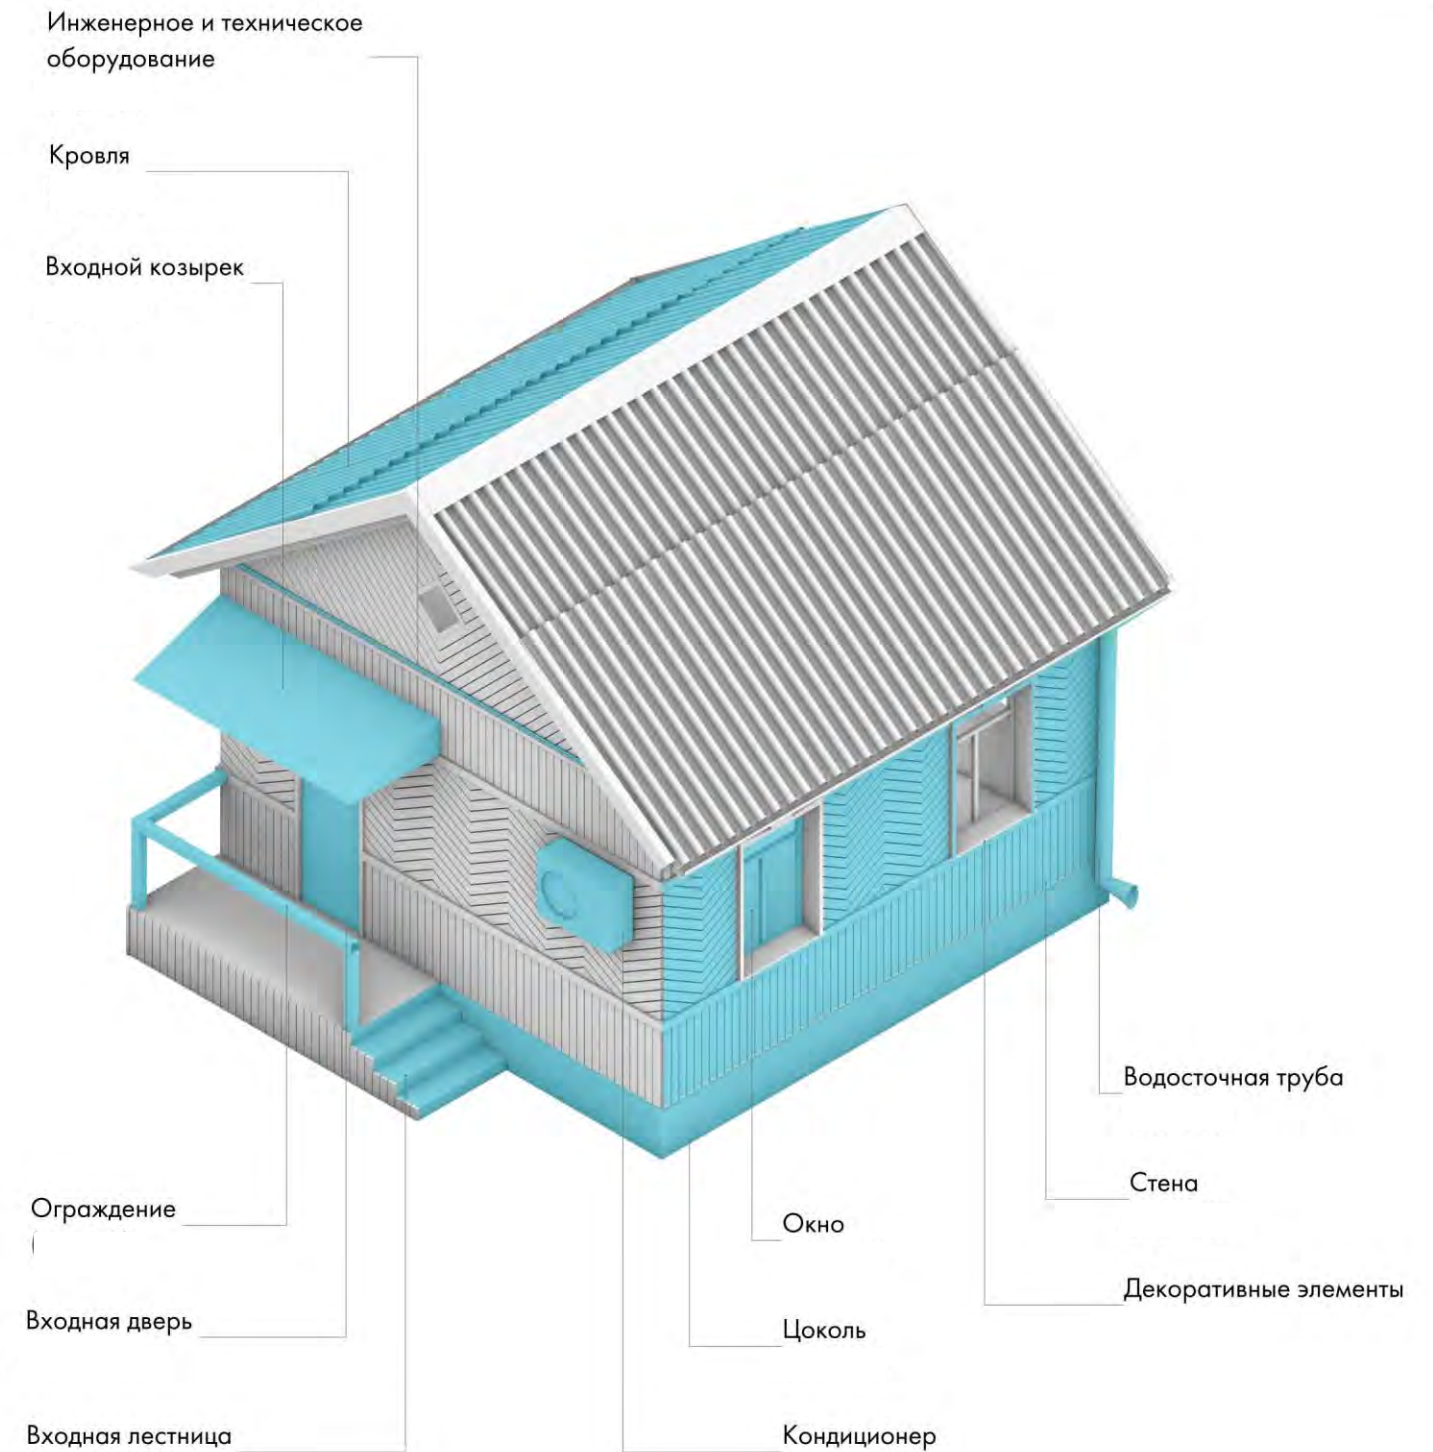 Инженерное и техническое
оборудование
Кровля
Входной козырек
Водосточная труба
Стена
Ограждение
Окно
Декоративные элементы
Входная дверь
Цоколь
Входная лестница
Кондиционер